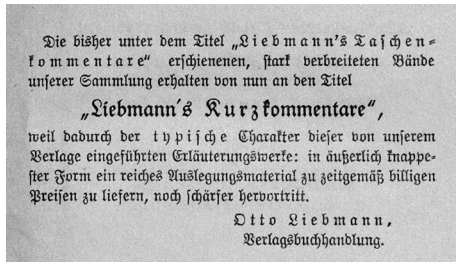 Die bisher unter dem Titel „Liebmann's Taschen=
kommentare“ erschienenen, stark verbreiteten Bände
unserer Sammlung erhalten von nun an den Titel
„Liebmann's Kurzkommentare“,
weil dadurch der typische Charakter dieser von unserem
Verlage eingeführten Erläuterungswerke: in äußerlich knappe=
ster Form ein reiches Auslegungsmaterial zu zeitgemäß billigen
Preisen zu liefern, noch schärfer hervortritt.
Otto Liebmann,
Verlagsbuchhandlung.